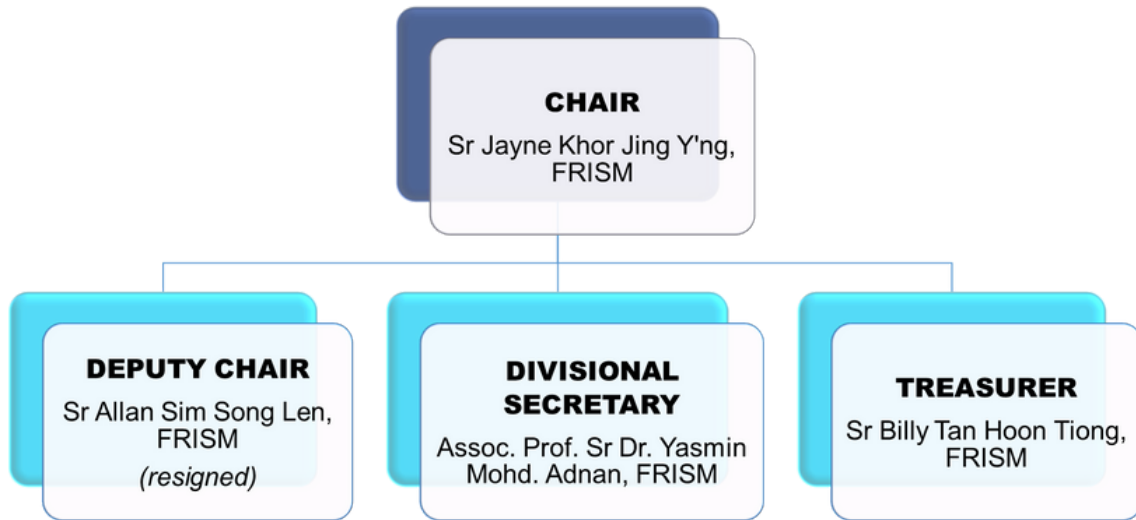 CHAIR
Sr Jayne Khor Jing Y'ng,
FRISM
DEPUTY CHAIR
Sr Allan Sim Song Len,
FRISM
(resigned)
DIVISIONAL
SECRETARY
Assoc. Prof. Sr Dr. Yasmin
Mohd. Adnan, FRISM
TREASURER
Sr Billy Tan Hoon Tiong,
FRISM